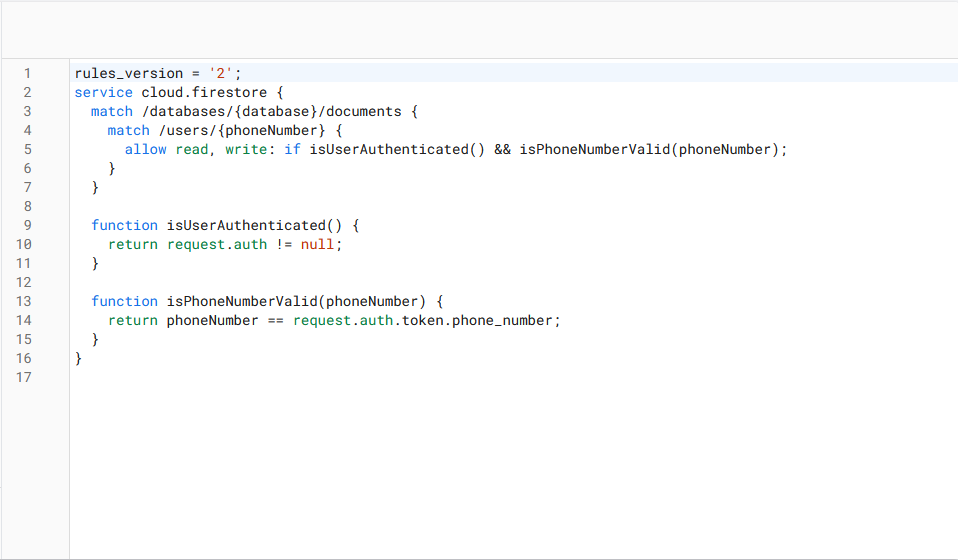 1 rules_version = '2';
2 service cloud.firestore {
3   match /databases/{database}/documents {
4     match /users/{phoneNumber} {
5       allow read, write: if isUserAuthenticated() && isPhoneNumberValid(phoneNumber);
6     }
7   }
8
9   function isUserAuthenticated() {
10     return request.auth != null;
11   }
12
13   function isPhoneNumberValid(phoneNumber) {
14     return phoneNumber == request.auth.token.phone_number;
15   }
16 }
17